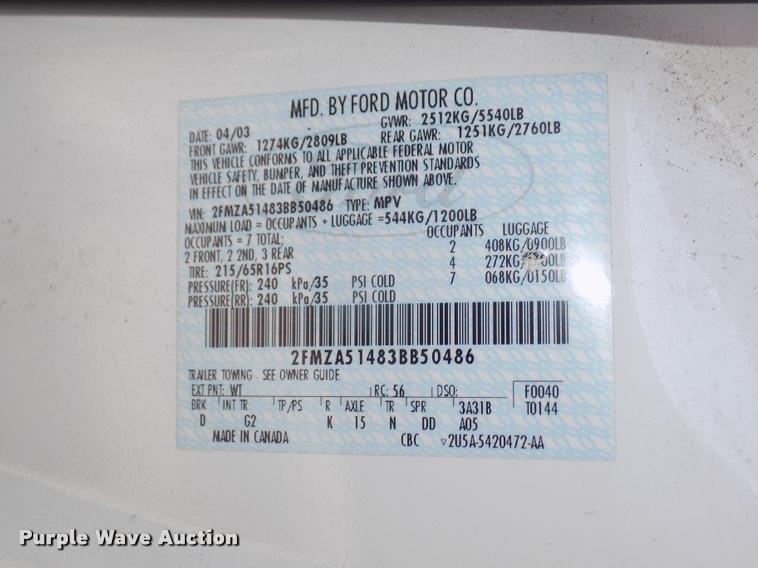 MFD. BY FORD MOTOR CO.
DATE: 04/03 GVWR: 2512KG/5540LB
FRONT GAWR: 1274KG/2809LB REAR GAWR: 1251KG/2760LB
THIS VEHICLE CONFORMS TO ALL APPLICABLE FEDERAL MOTOR
VEHICLE SAFETY, BUMPER, AND THEFT PREVENTION STANDARDS
IN EFFECT ON THE DATE OF MANUFACTURE SHOWN ABOVE.
VIN: 2FMZA51483BB50486 TYPE: MPV
MAXIMUM LOAD = OCCUPANTS + LUGGAGE =544KG/1200LB
OCCUPANTS = 7 TOTAL; OCCUPANTS LUGGAGE
2 FRONT, 2 2ND, 3 REAR 2 408KG/0900LB
TIRE: 215/65R16PS 4 272KG/
PRESSURE(FR): 240 kPa/35 PSI COLD 7 068KG/0150LB
PRESSURE(RR): 240 kPa/35 PSI COLD
2FMZA51483BB50486
TRAILER TOWING - SEE OWNER GUIDE
EXT PNT: WT RC: 56 DSO: F0040
BRK INT TR TP/PS R AXLE TR SPR 3A31B T0144
D G2 K 15 N DD A05
MADE IN CANADA CBC ▽2U5A-5420472-AA
Purple Wave Auction